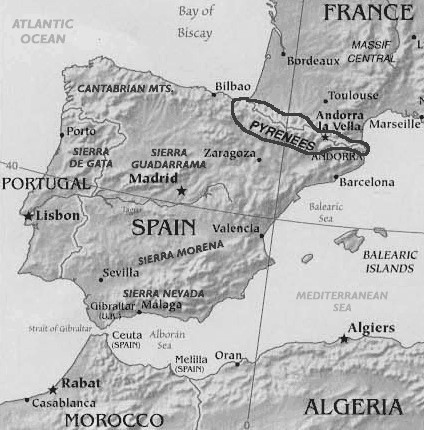 ATLANTIC
OCEAN
Bay of
Biscay
FRANCE
MASSIF
CENTRAL
Bordeaux
L
CANTABRIAN MTS.
Bilbao
Toulouse
Andorra
la Vella
Marseille
PYRENEES
ANDORRA
Porto
SIERRA
DE GATA
SIERRA
GUADARRAMA
Zaragoza
40
Madrid
Barcelona
PORTUGAL
Lisbon
Tagus
Balearic
Sea
SPAIN
Valencia
SIERRA MORENA
BALEARIC
ISLANDS
Sevilla
SIERRA NEVADA
MEDITERRANEAN
SEA
Gibraltar
(U.K.)
Málaga
Strait of Gibraltar
Ceuta
(SPAIN)
Alborán
Sea
Algiers
Melilla
(SPAIN)
Oran
Rabat
Casablanca
0
MOROCCO
ALGERIA